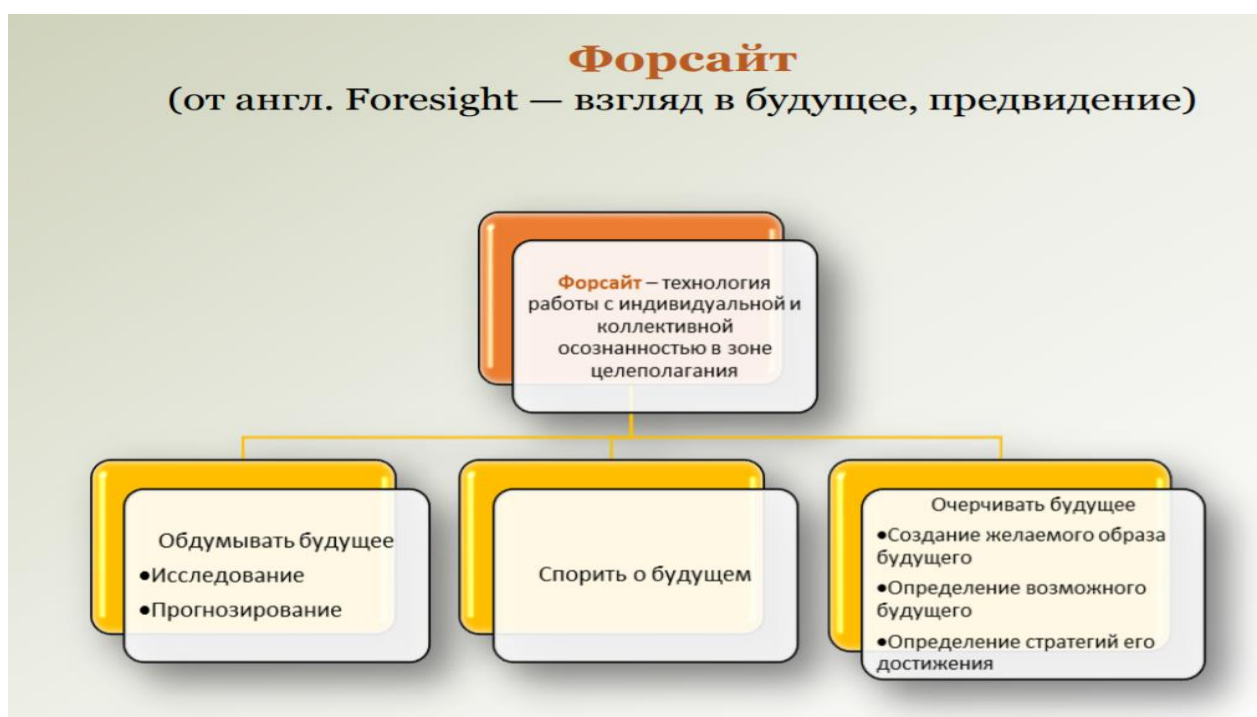 Форсайт
(от англ. Foresight — взгляд в будущее, предвидение)
Форсайт – технология
работы с индивидуальной и
коллективной
осознанностью в зоне
целеполагания
Обдумывать будущее
•Исследование
•Прогнозирование
Спорить о будущем
Очерчивать будущее
•Создание желаемого образа
будущего
•Определение возможного
будущего
•Определение стратегий его
достижения